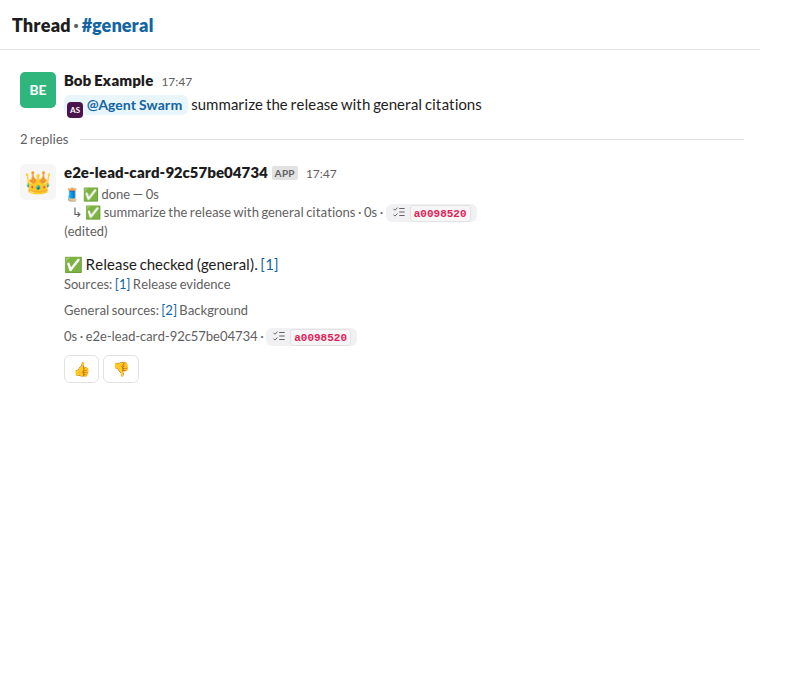 Thread · #general
BE
Bob Example 17:47
AS @Agent Swarm summarize the release with general citations
2 replies
e2e-lead-card-92c57be04734 APP 17:47
🧵 ✅ done — 0s
↳ ✅ summarize the release with general citations · 0s · a0098520
(edited)
✅ Release checked (general). [1]
Sources: [1] Release evidence
General sources: [2] Background
0s · e2e-lead-card-92c57be04734 · a0098520
👍 👎